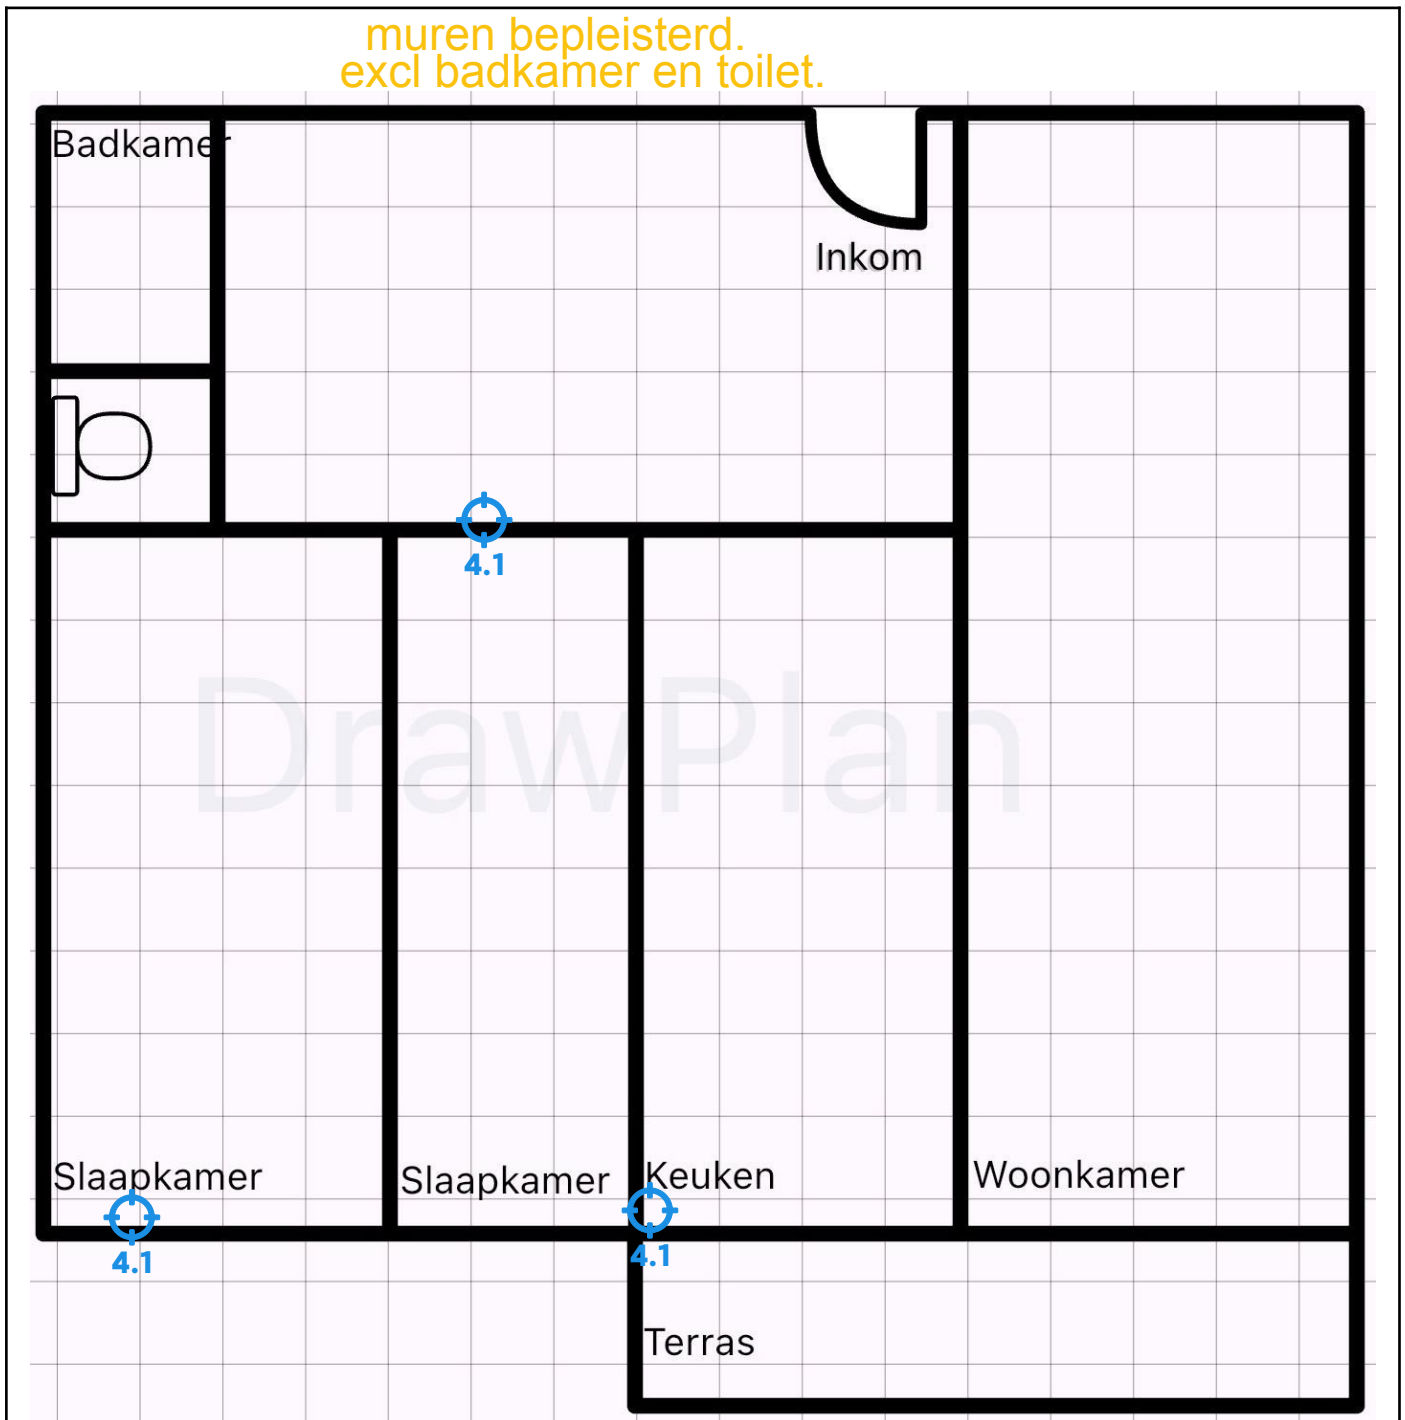 muren bepleisterd.
excl badkamer en toilet.
Badkamer
Inkom
4.1
DrawPlan
Slaapkamer
Slaapkamer
Keuken
Woonkamer
4.1
4.1
Terras